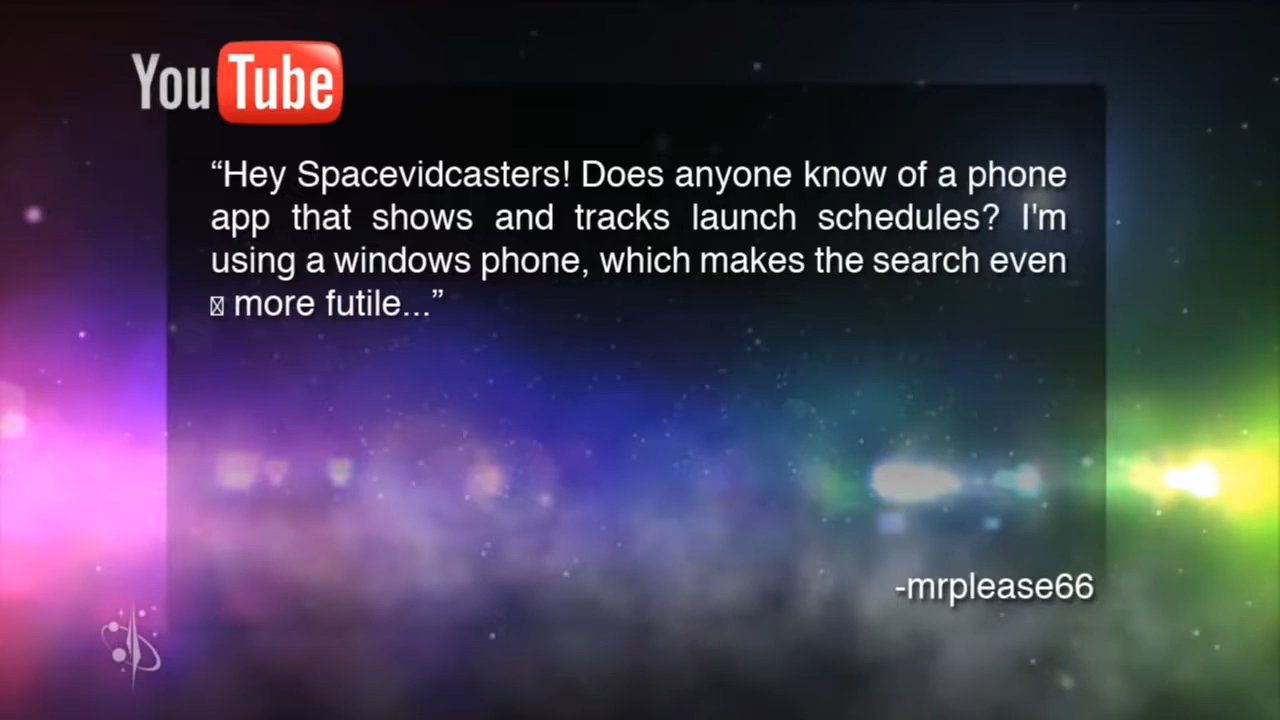 YouTube
“Hey Spacevidcasters! Does anyone know of a phone
app that shows and tracks launch schedules? I'm
using a windows phone, which makes the search even
more futile...”
-mrplease66